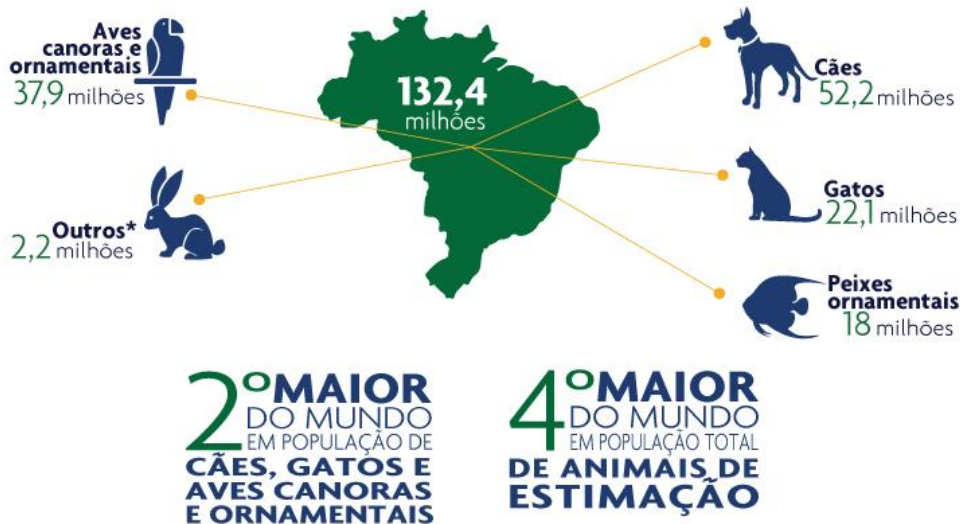 Aves
canoras e
ornamentais
37,9 milhões
Outros*
2,2 milhões
132,4
milhões
Cães
52,2 milhões
Gatos
22,1 milhões
Peixes
ornamentais
18 milhões
2º MAIOR
DO MUNDO
EM POPULAÇÃO DE
CÃES, GATOS E
AVES CANORAS
E ORNAMENTAIS
4º MAIOR
DO MUNDO
EM POPULAÇÃO TOTAL
DE ANIMAIS DE
ESTIMAÇÃO